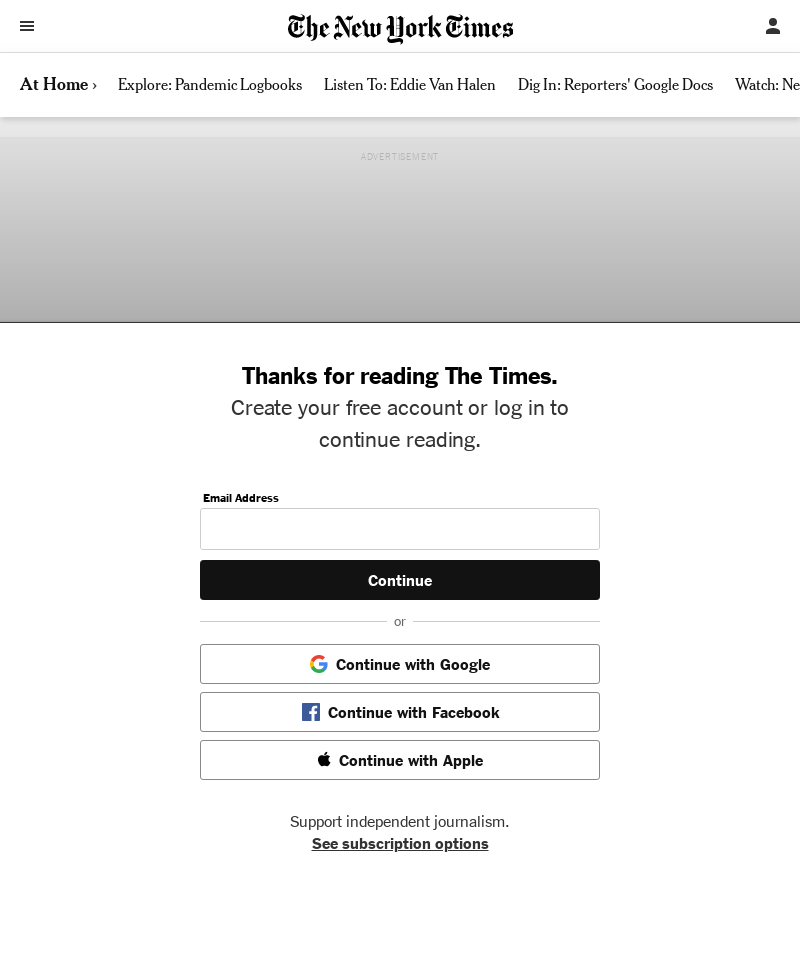 The New York Times
At Home ›
Explore: Pandemic Logbooks
Listen To: Eddie Van Halen
Dig In: Reporters' Google Docs
Watch: Ne
ADVERTISEMENT
Thanks for reading The Times.
Create your free account or log in to
continue reading.
Email Address
Continue
or
Continue with Google
Continue with Facebook
Continue with Apple
Support independent journalism.
See subscription options